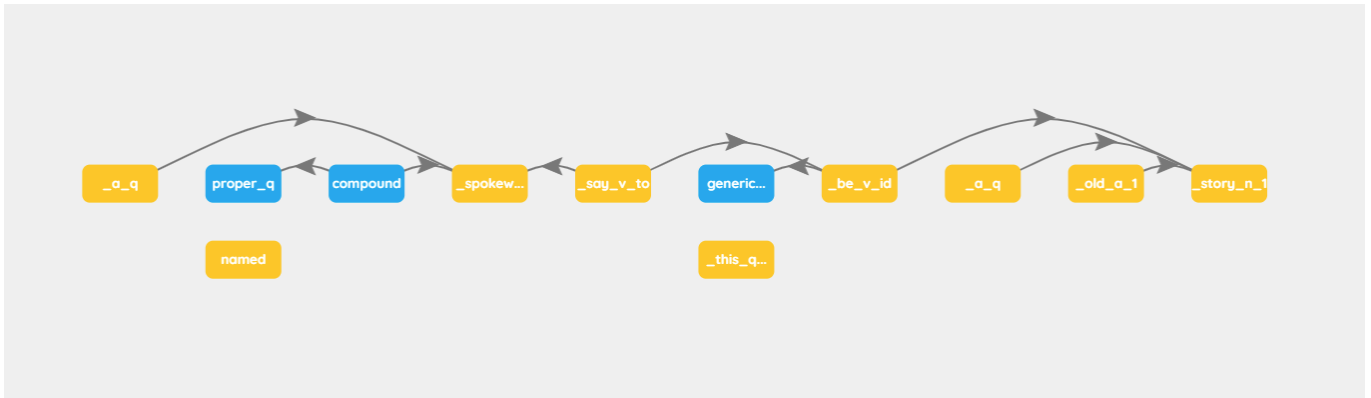 _a_q proper_q compound _spokew... _say_v_to generic... _be_v_id _a_q _old_a_1 _story_n_1
named _this_q...